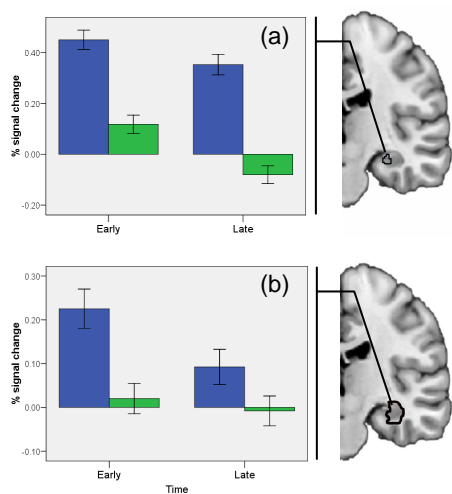 (a)
% signal change
0.40
0.20
0.00
-0.20
Early Late
(b)
% signal change
0.30
0.20
0.10
0.00
-0.10
Early Late
Time